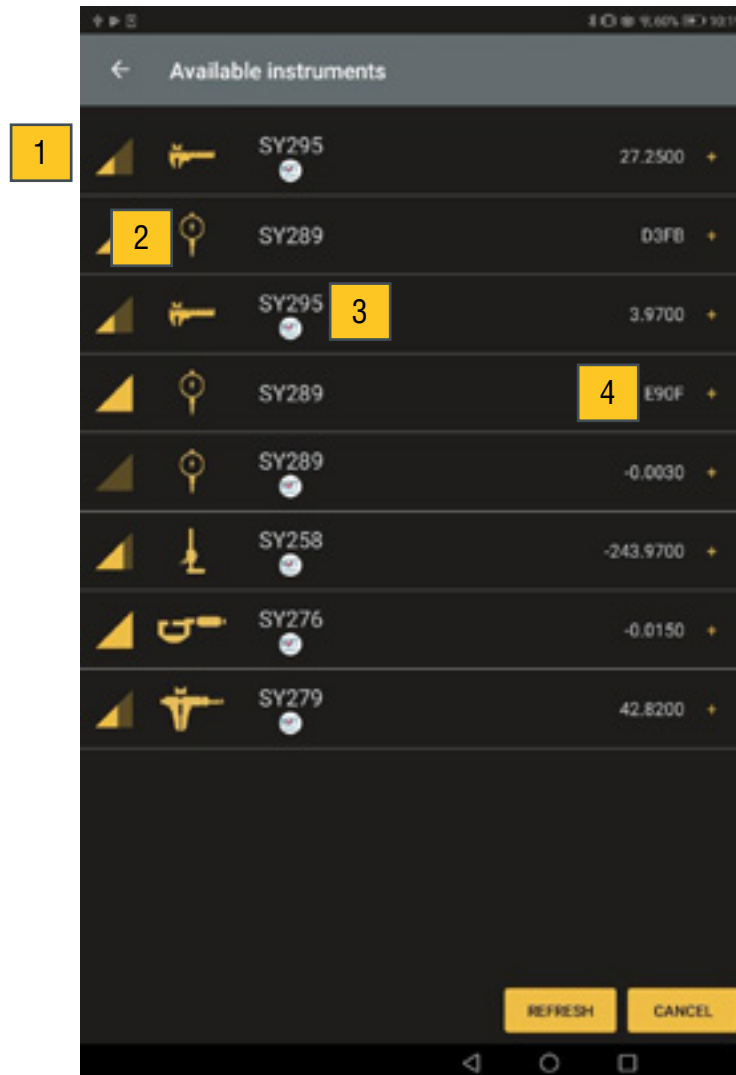 Available instruments
1
SY295 27.2500 +
2 SY289 D3FB +
SY295 3 3.9700 +
SY289 4 E90F +
SY289 -0.0030 +
SY258 -243.9700 +
SY276 -0.0150 +
SY279 42.8200 +
REFRESH CANCEL